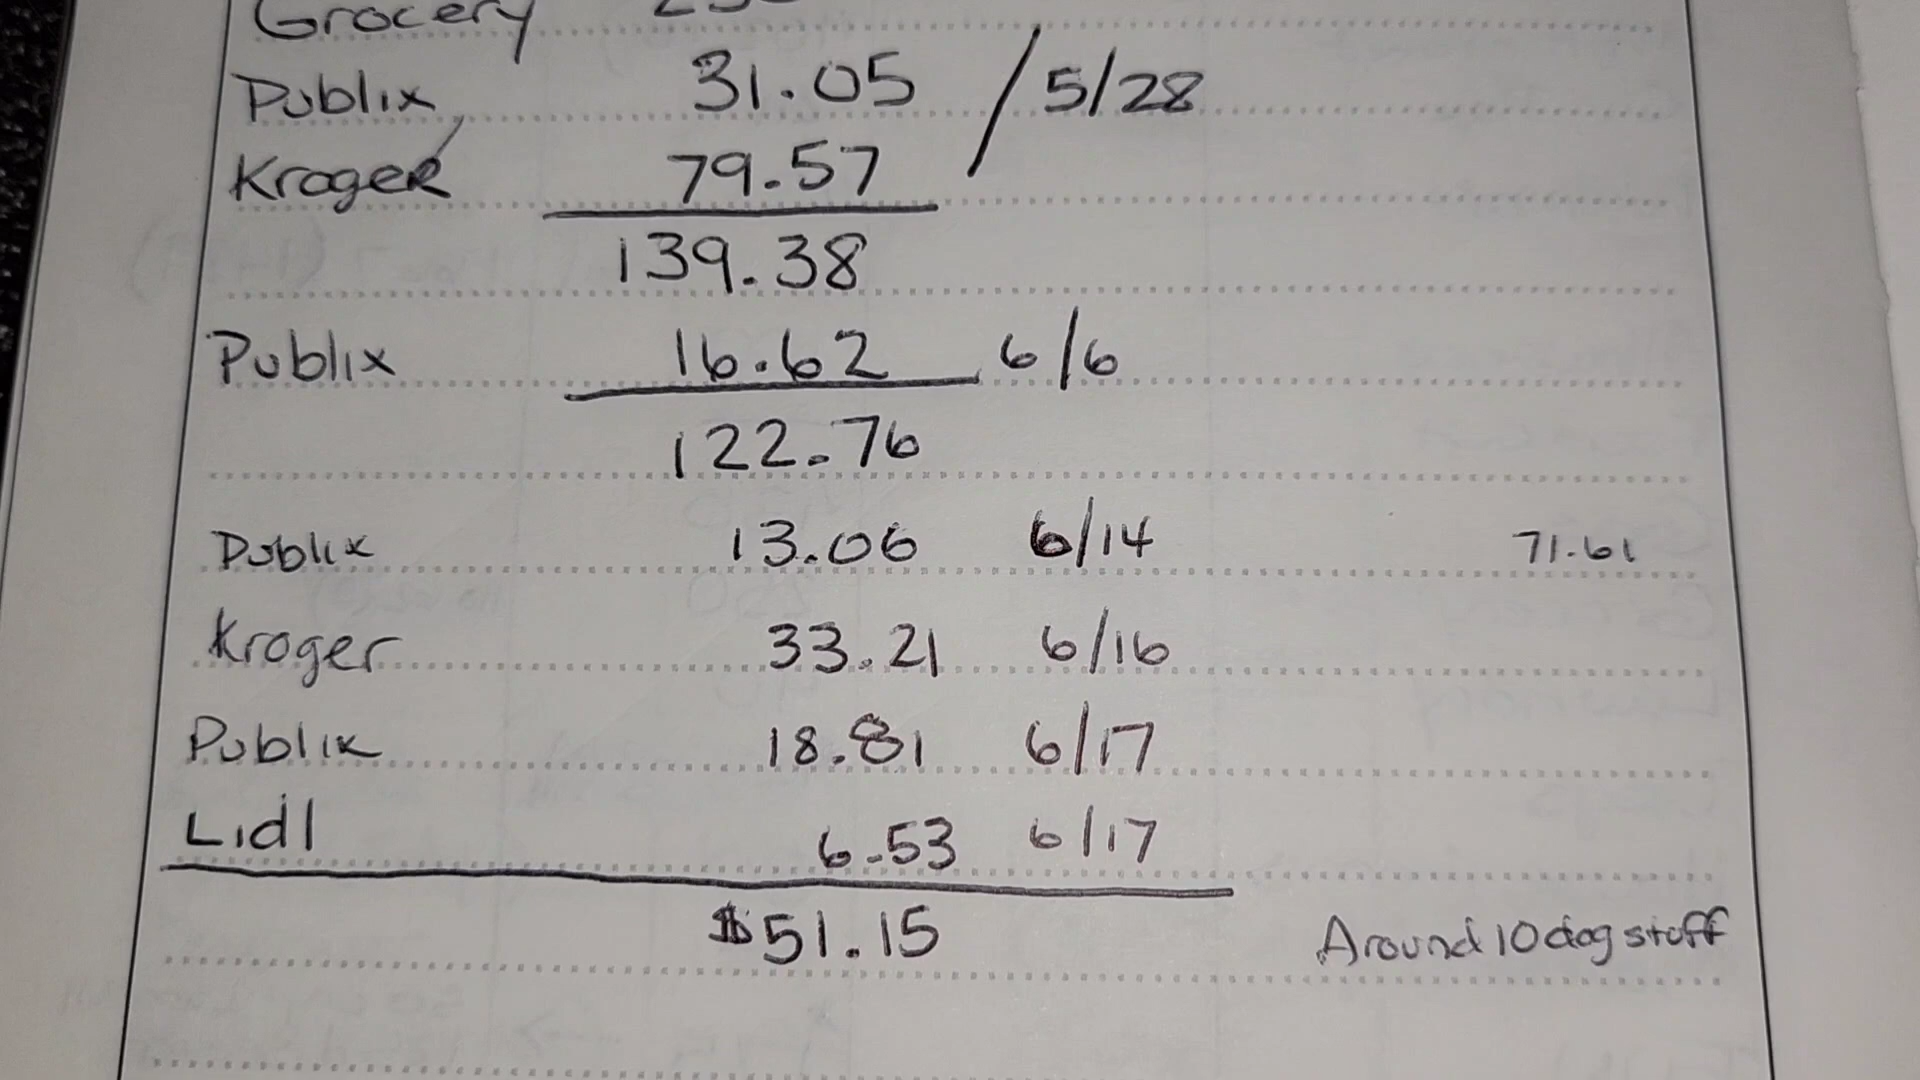 Grocery
Publix 31.05 / 5/28
Kroger 79.57
139.38
Publix 16.62 6/6
122.76
Publix 13.06 6/14 71.61
Kroger 33.21 6/16
Publix 18.81 6/17
Lidl 6.53 6/17
$51.15 Around 10 dog stuff